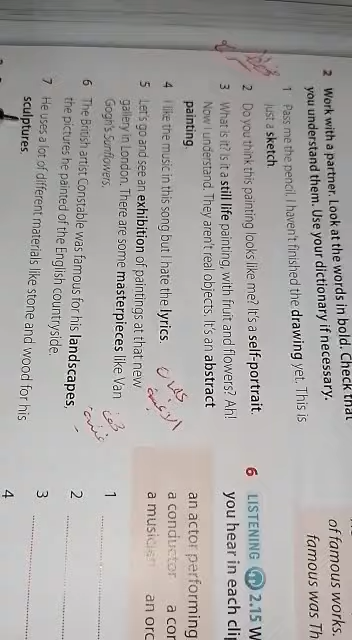 2 Work with a partner. Look at the words in bold. Check that
you understand them. Use your dictionary if necessary.
1 Pass me the pencil. I haven't finished the drawing yet. This is
just a sketch.
2 Do you think this painting looks like me? It's a self-portrait.
3 What is it? Is it a still life painting, with fruit and flowers? Ah!
Now I understand. They aren't real objects. It's an abstract
painting.
4 I like the music in this song but I hate the lyrics.
كلمات
الاغنية
5 Let's go and see an exhibition of paintings at that new
gallery in London. There are some masterpieces like Van
Gogh's Sunflowers.
6 The British artist Constable was famous for his landscapes,
the pictures he painted of the English countryside.
7 He uses a lot of different materials like stone and wood for his
sculptures.
of famous works.
famous was
6 LISTENING 2.15
you hear in each
an actor performing
a conductor
a musician
1
2
3
4